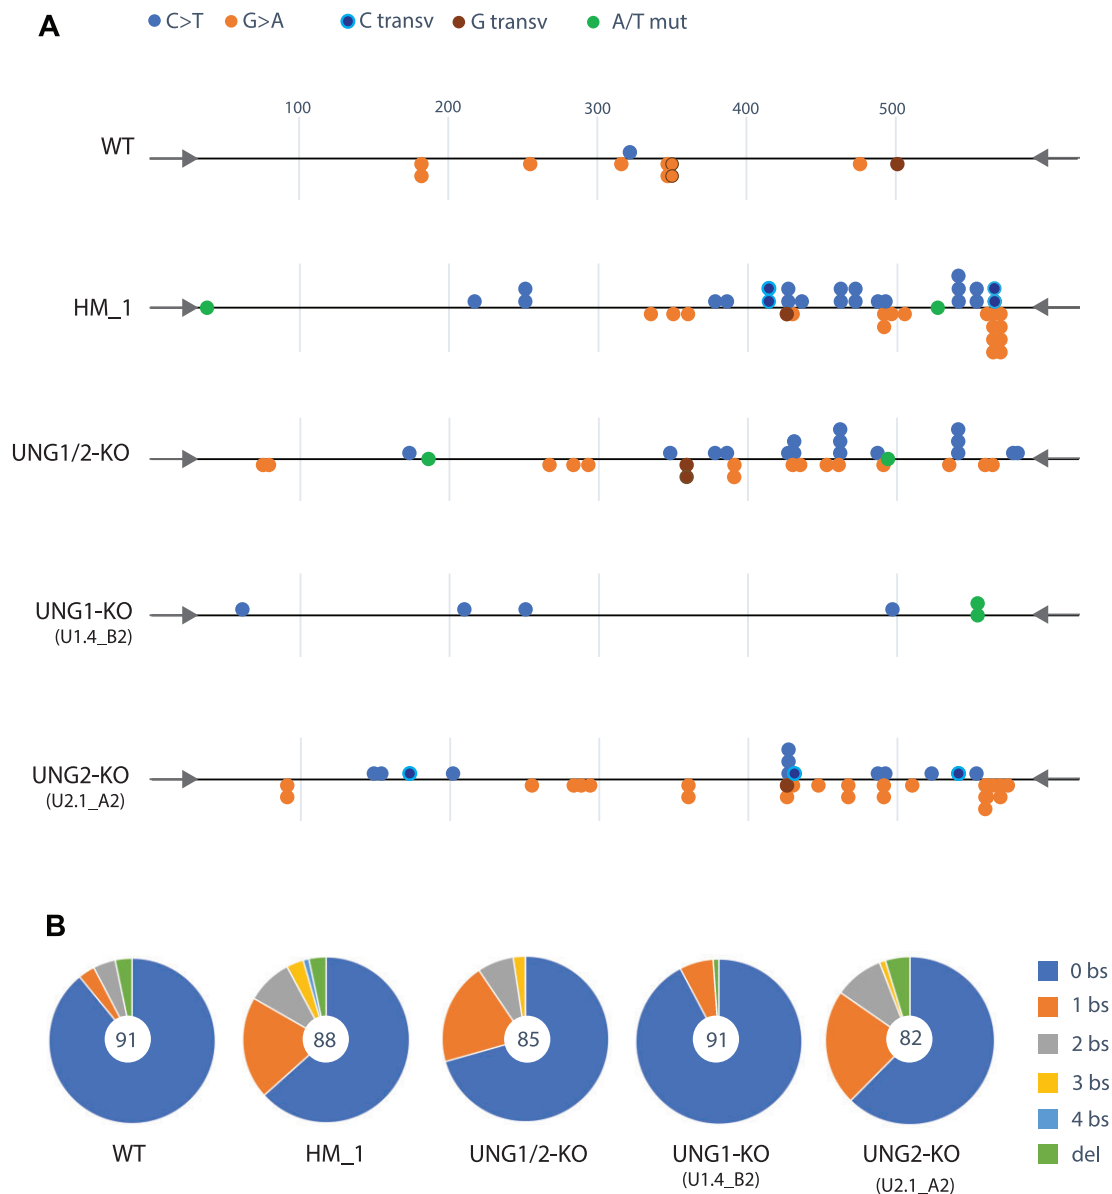 A
C>T G>A C transv G transv A/T mut
100 200 300 400 500
WT
HM_1
UNG1/2-KO
UNG1-KO
(U1.4_B2)
UNG2-KO
(U2.1_A2)
B
0 bs
1 bs
2 bs
3 bs
4 bs
del
91 88 85 91 82
WT HM_1 UNG1/2-KO UNG1-KO UNG2-KO
(U1.4_B2) (U2.1_A2)